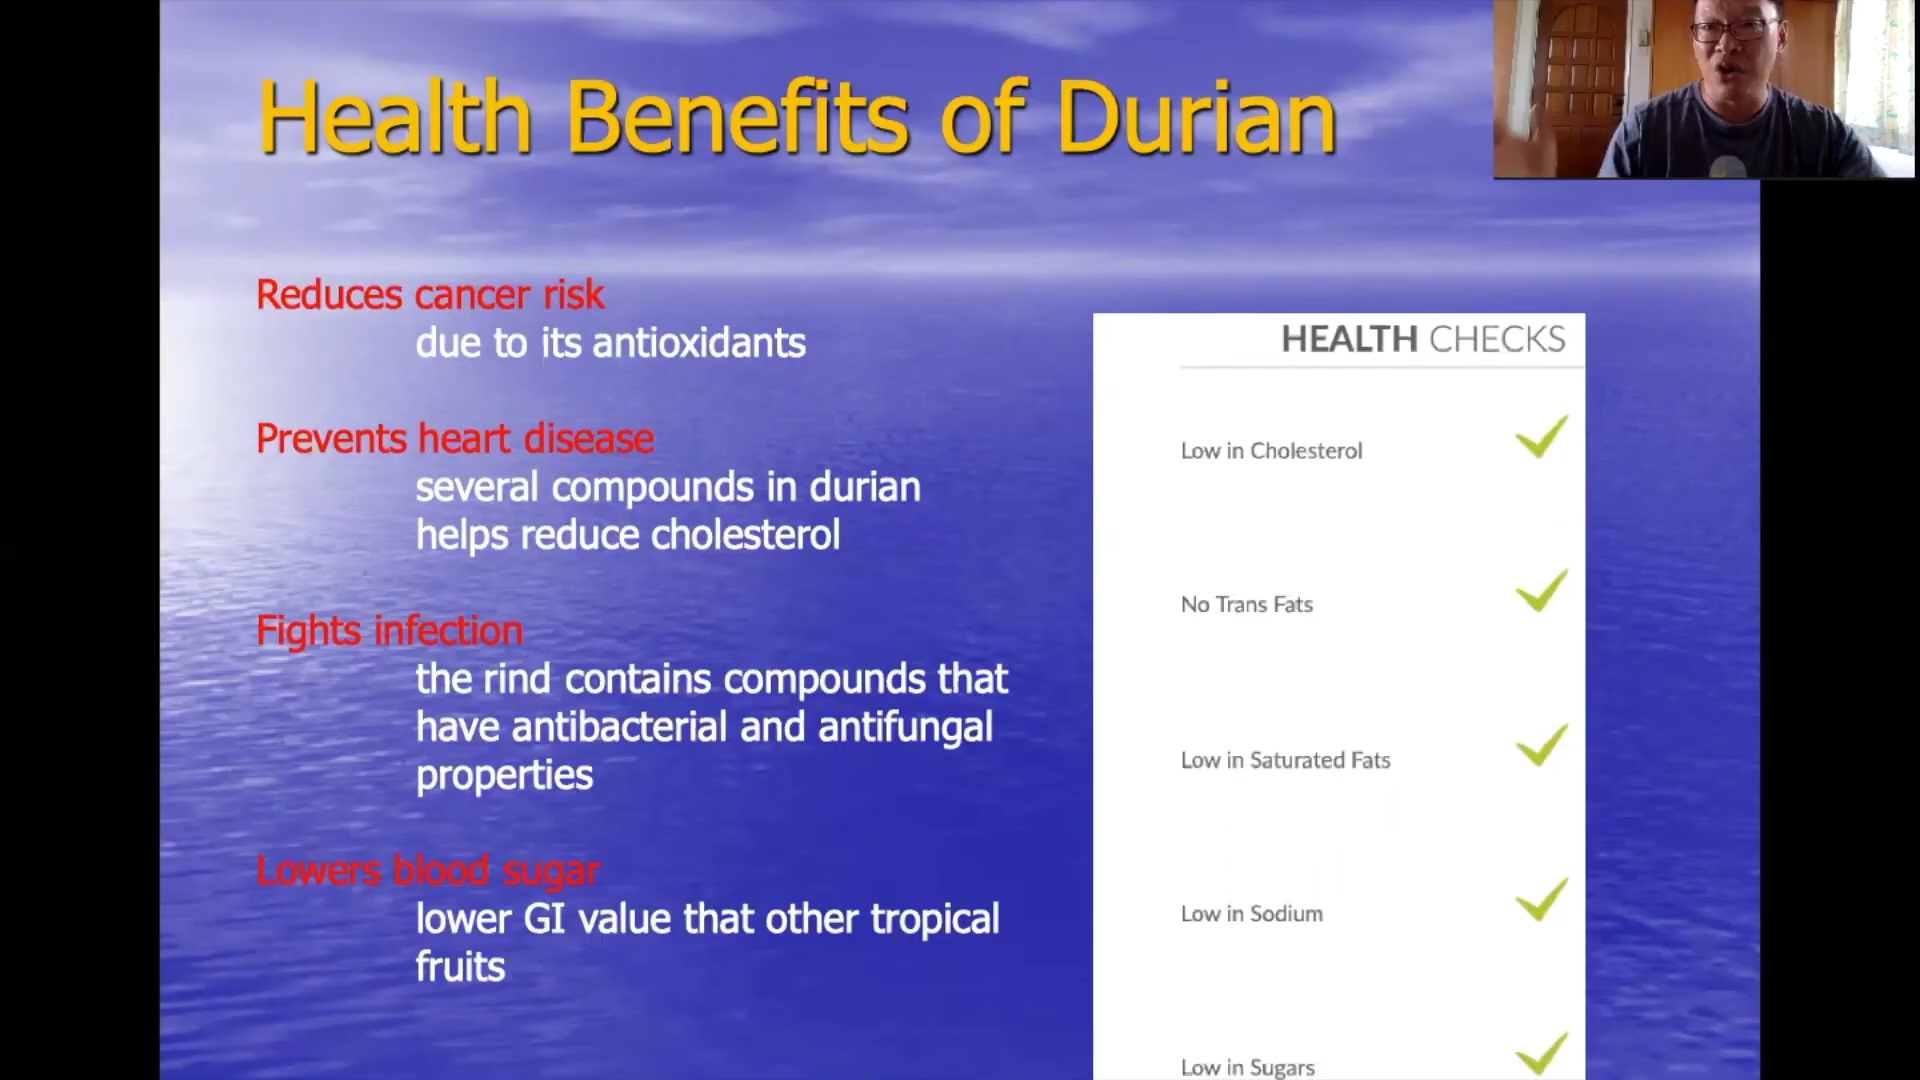 Health Benefits of Durian
Reduces cancer risk
due to its antioxidants
Prevents heart disease
several compounds in durian
helps reduce cholesterol
Fights infection
the rind contains compounds that
have antibacterial and antifungal
properties
Lowers blood sugar
lower GI value that other tropical
fruits
HEALTH CHECKS
Low in Cholesterol
No Trans Fats
Low in Saturated Fats
Low in Sodium
Low in Sugars